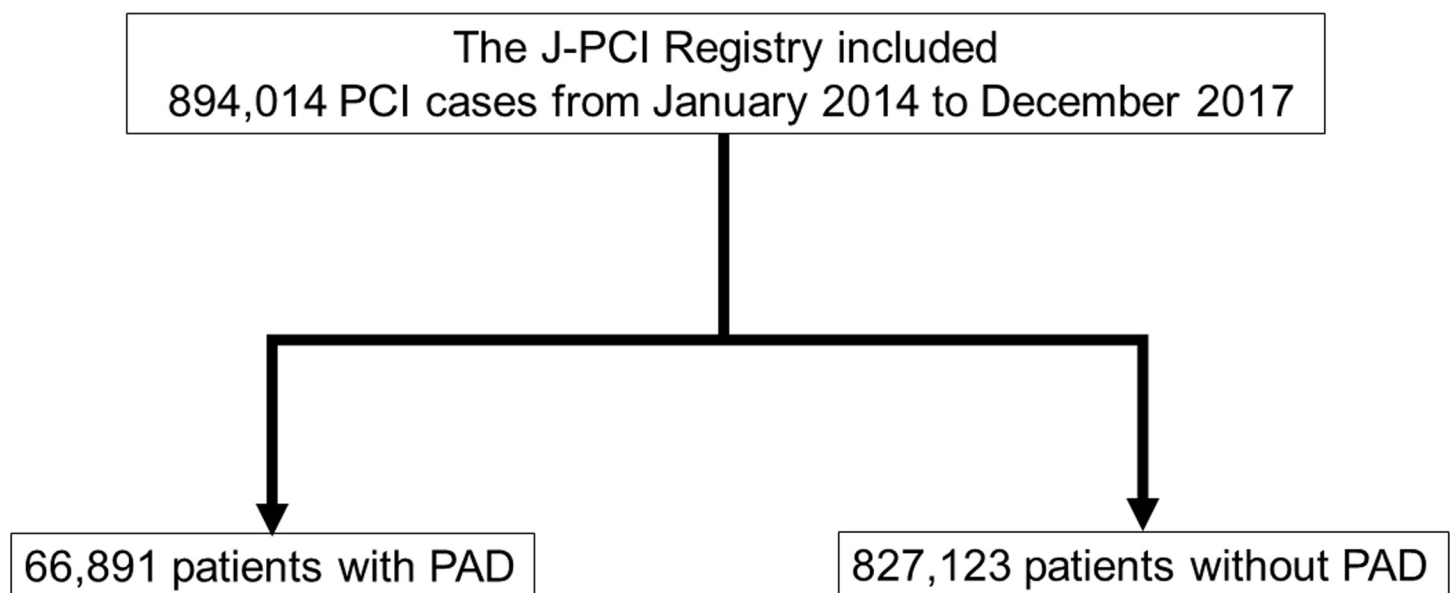 The J-PCI Registry included
894,014 PCI cases from January 2014 to December 2017
66,891 patients with PAD
827,123 patients without PAD